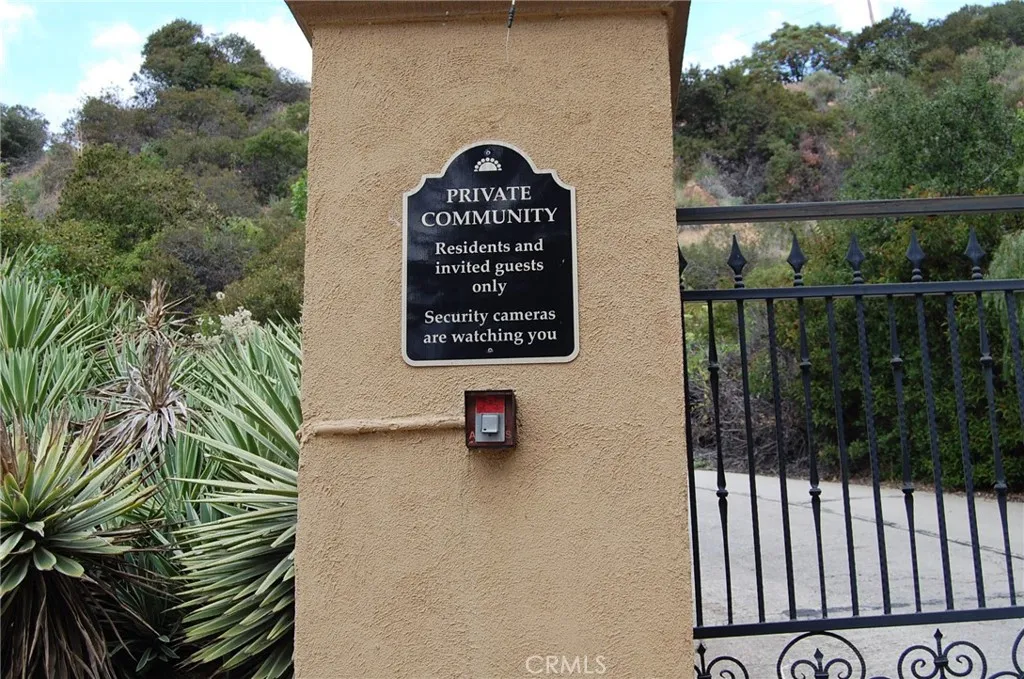 PRIVATE
COMMUNITY
Residents and
invited guests
only
Security cameras
are watching you
CRMLS